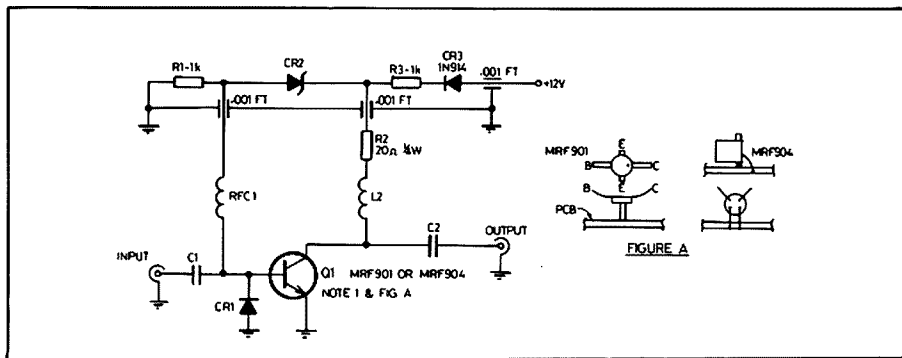 R1-1k
CR2
R3-1k
CR3
1N914
.001 FT
+12V
.001 FT
.001 FT
R2
20Ω ¼W
RFC1
L2
INPUT
C1
C2
OUTPUT
Q1
MRF901 OR MRF904
NOTE 1 & FIG A
CR1
MRF901
E
B
C
E
B
C
PCB
MRF904
FIGURE A